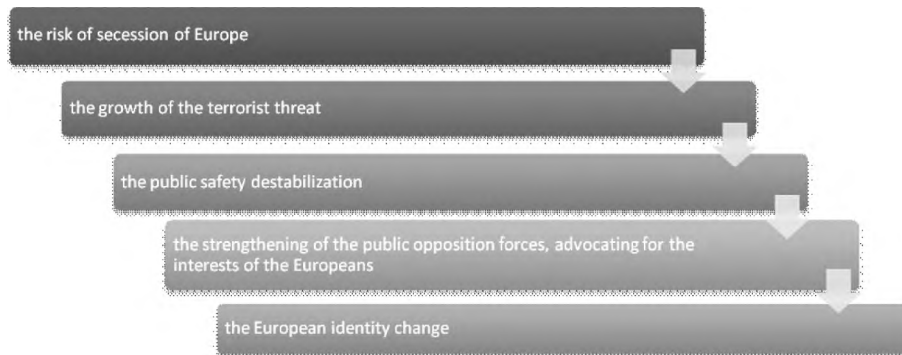 the risk of secession of Europe
the growth of the terrorist threat
the public safety destabilization
the strengthening of the public opposition forces, advocating for the
interests of the Europeans
the European identity change